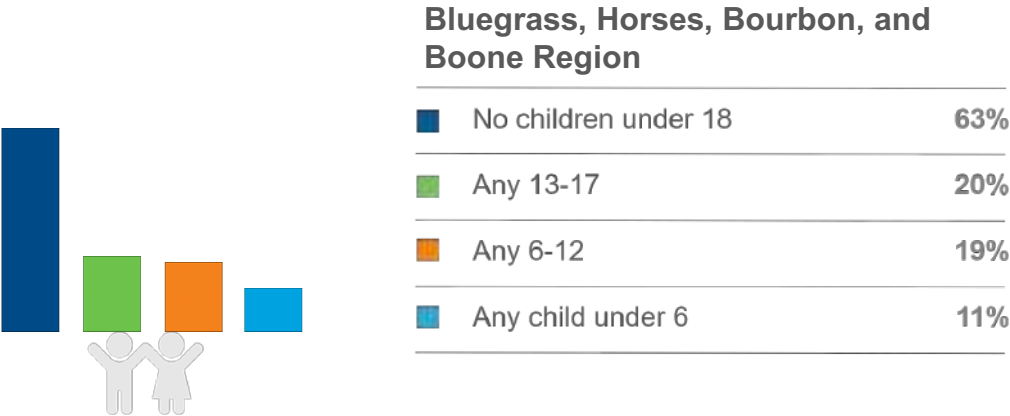 Bluegrass, Horses, Bourbon, and
Boone Region
No children under 18 63%
Any 13-17 20%
Any 6-12 19%
Any child under 6 11%